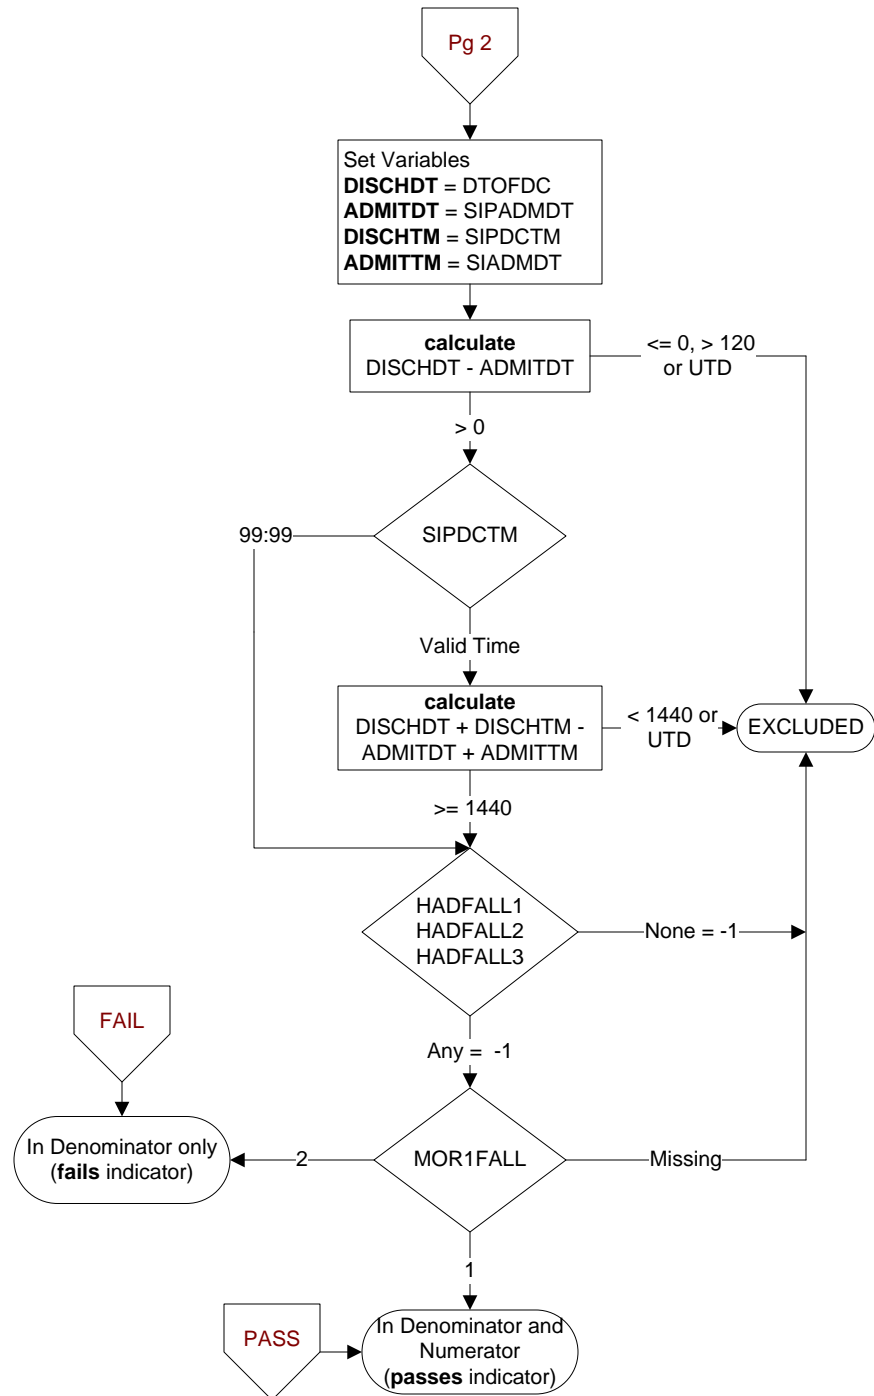 Pg 2
Set Variables
DISCHDT = DTOFDC
ADMITDT = SIPADMDT
DISCHTM = SIPDCTM
ADMITTM = SIADMDT
calculate
DISCHDT - ADMITDT
<= 0, > 120
or UTD
> 0
SIPDCTM
99:99
Valid Time
calculate
DISCHDT + DISCHTM -
ADMITDT + ADMITTM
< 1440 or
UTD
EXCLUDED
>= 1440
HADFALL1
HADFALL2
HADFALL3
None = -1
Any = -1
FAIL
In Denominator only
(fails indicator)
2
MOR1FALL
Missing
1
PASS
In Denominator and
Numerator
(passes indicator)